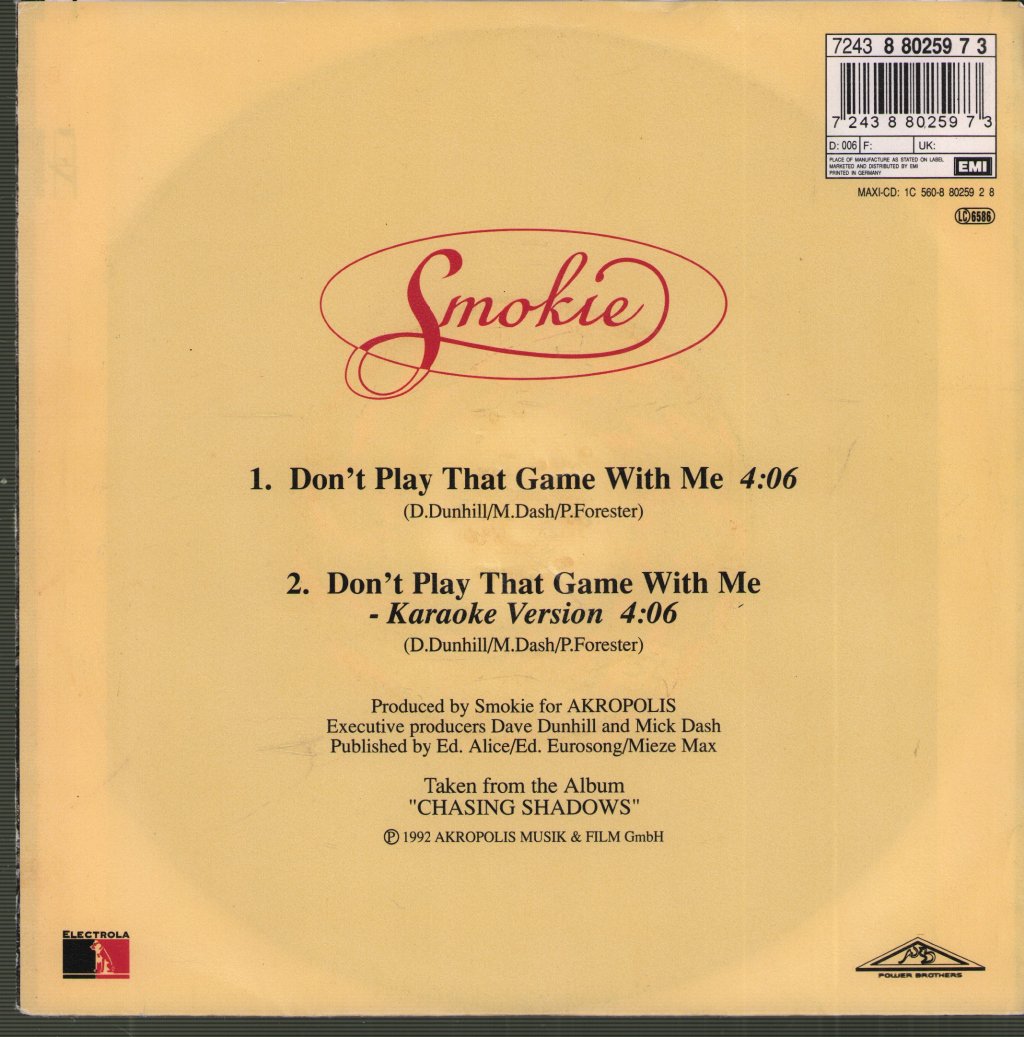 7243 8 80259 7 3
7 243 8 80259 7 3
D: 006 F: UK:
PLACE OF MANUFACTURE AS STATED ON LABEL
MARKETED AND DISTRIBUTED BY EMI
PRINTED IN GERMANY
EMI
MAXI-CD: 1C 560-8 80259 2 8
LC 6586
Smokie
1. Don't Play That Game With Me 4:06
(D.Dunhill/M.Dash/P.Forester)
2. Don't Play That Game With Me
- Karaoke Version 4:06
(D.Dunhill/M.Dash/P.Forester)
Produced by Smokie for AKROPOLIS
Executive producers Dave Dunhill and Mick Dash
Published by Ed. Alice/Ed. Eurosong/Mieze Max
Taken from the Album
"CHASING SHADOWS"
℗ 1992 AKROPOLIS MUSIK & FILM GmbH
ELECTROLA
POWER BROTHERS